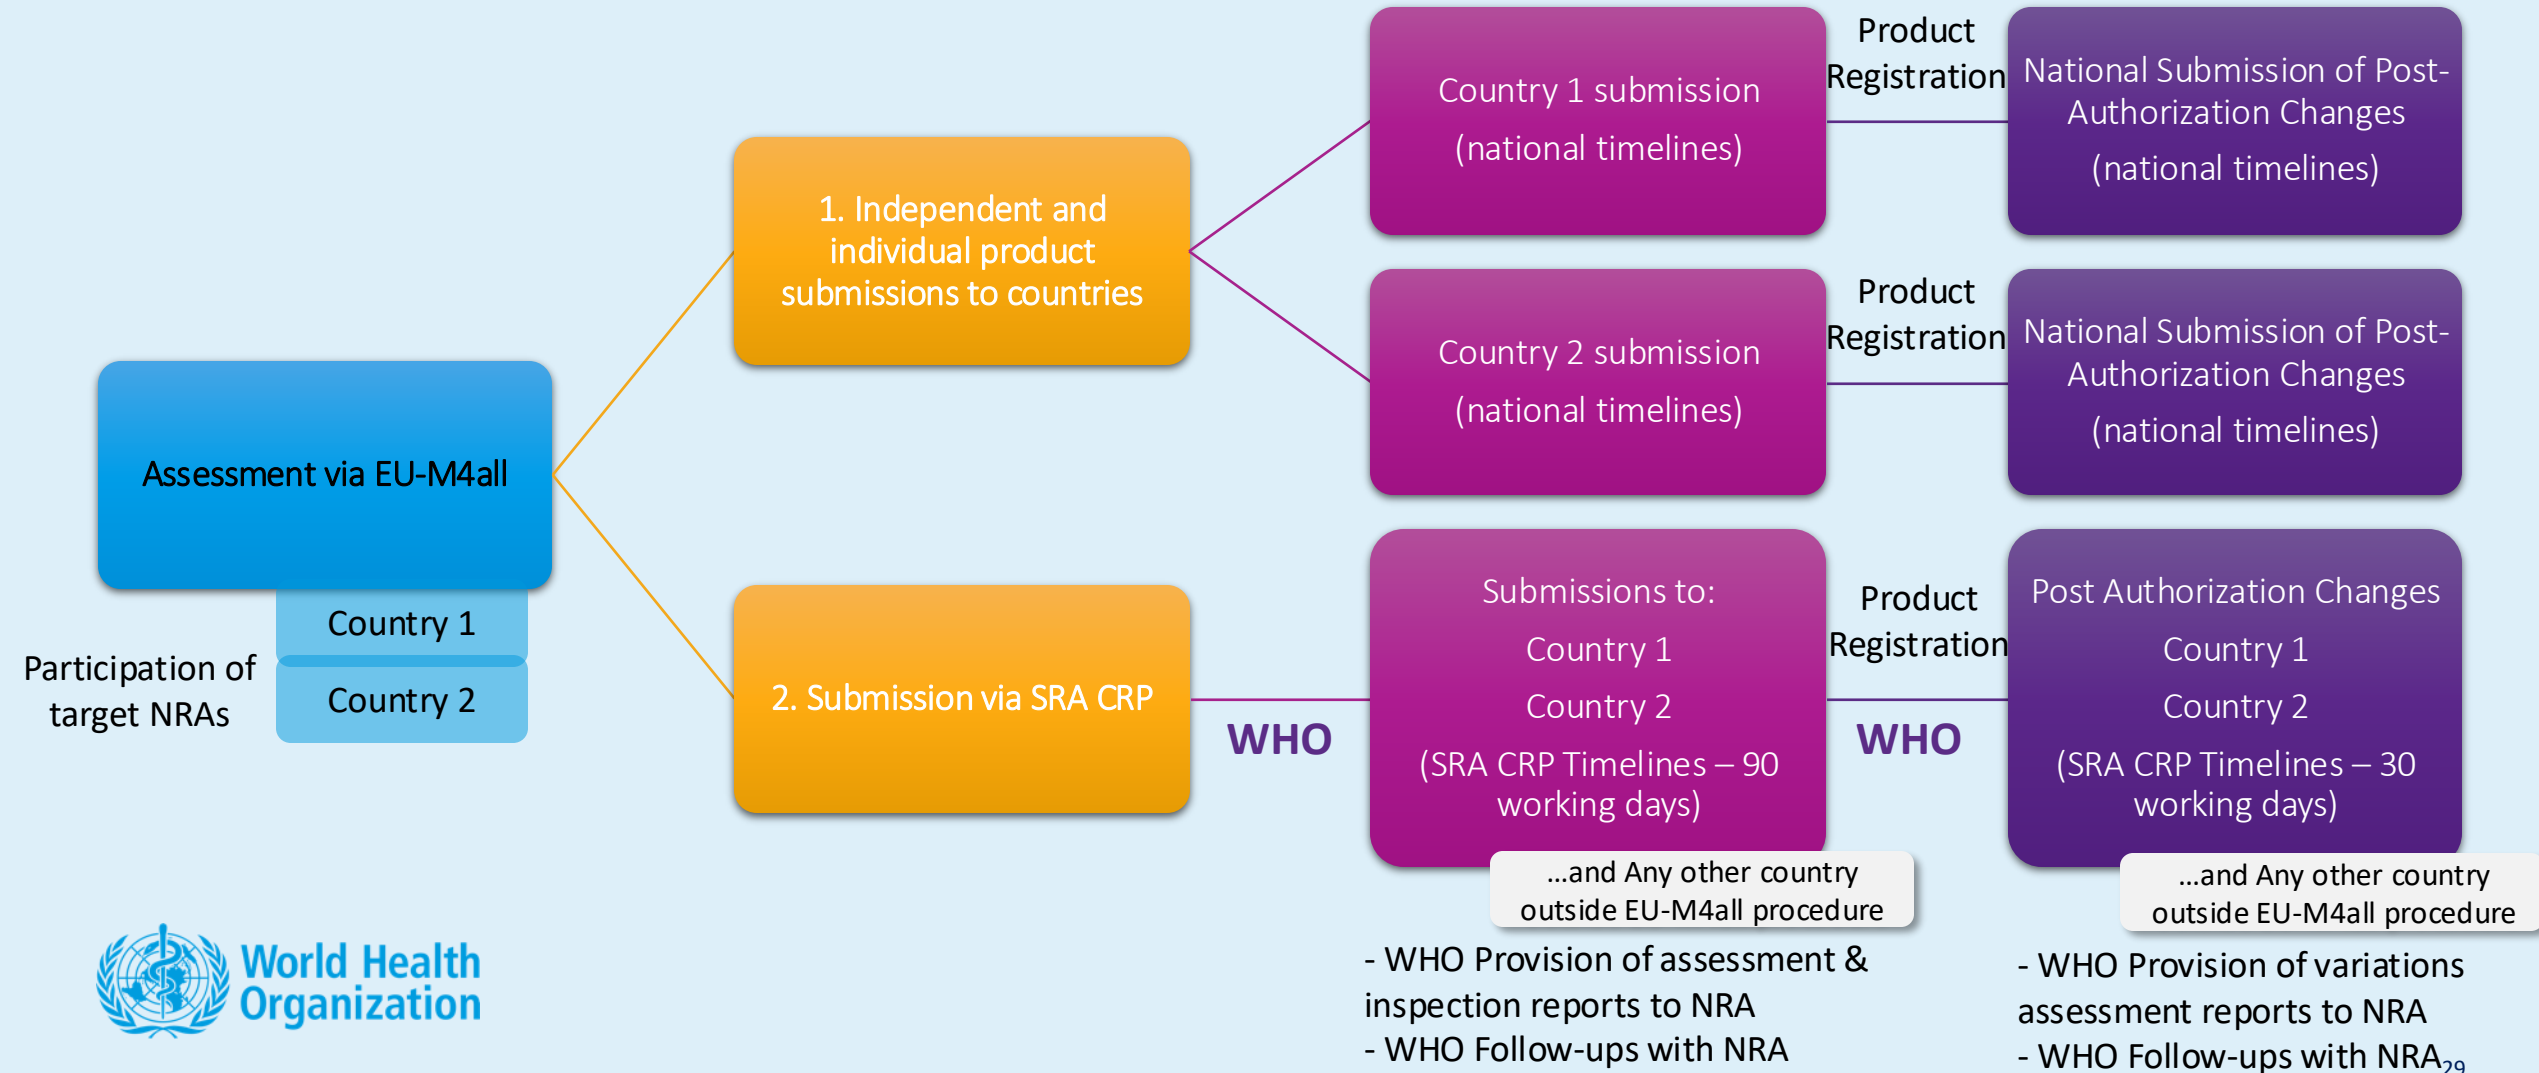 Assessment via EU-M4all
Country 1
Country 2
Participation of
target NRAs
1. Independent and
individual product
submissions to countries
2. Submission via SRA CRP
WHO
Country 1 submission
(national timelines)
Product
Registration
National Submission of Post-
Authorization Changes
(national timelines)
Country 2 submission
(national timelines)
Product
Registration
National Submission of Post-
Authorization Changes
(national timelines)
Submissions to:
Country 1
Country 2
(SRA CRP Timelines – 90
working days)
...and Any other country
outside EU-M4all procedure
- WHO Provision of assessment &
inspection reports to NRA
- WHO Follow-ups with NRA
Product
Registration
WHO
Post Authorization Changes
Country 1
Country 2
(SRA CRP Timelines – 30
working days)
...and Any other country
outside EU-M4all procedure
- WHO Provision of variations
assessment reports to NRA
- WHO Follow-ups with NRA
29
World Health
Organization